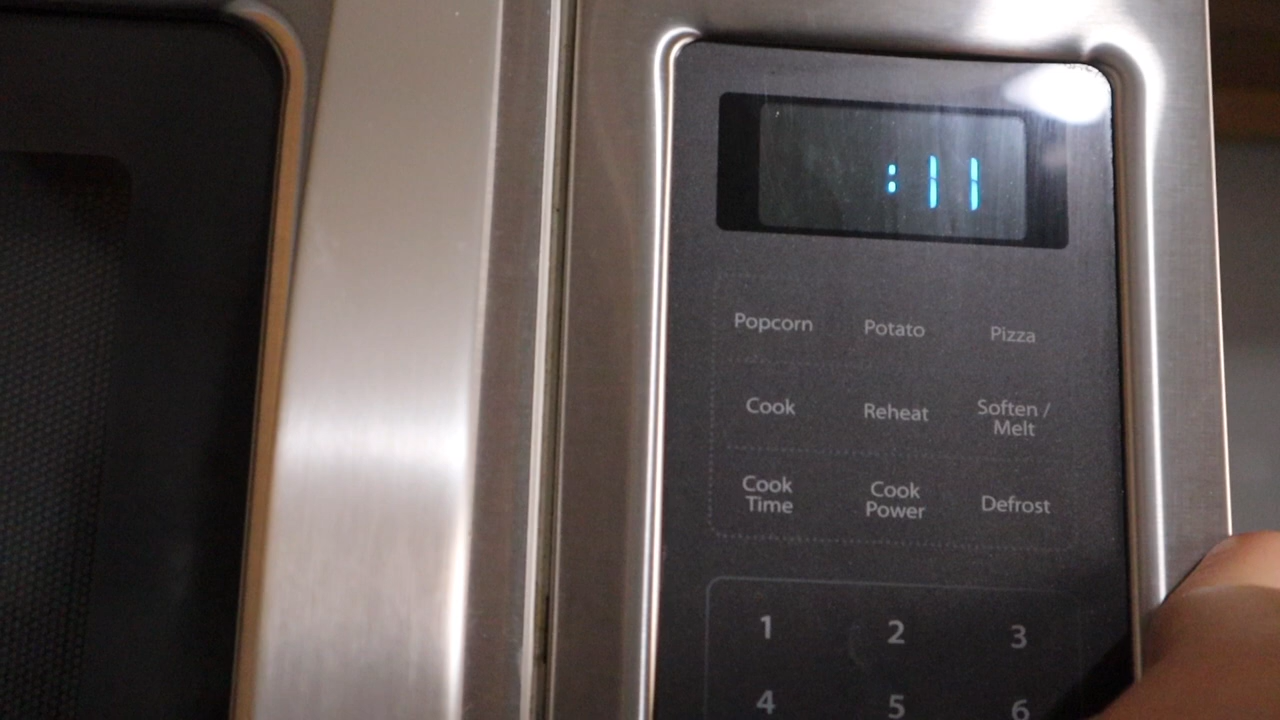 :11
Popcorn Potato Pizza
Cook Reheat Soften /
Melt
Cook Time Cook Power Defrost
1 2 3
4 5 6